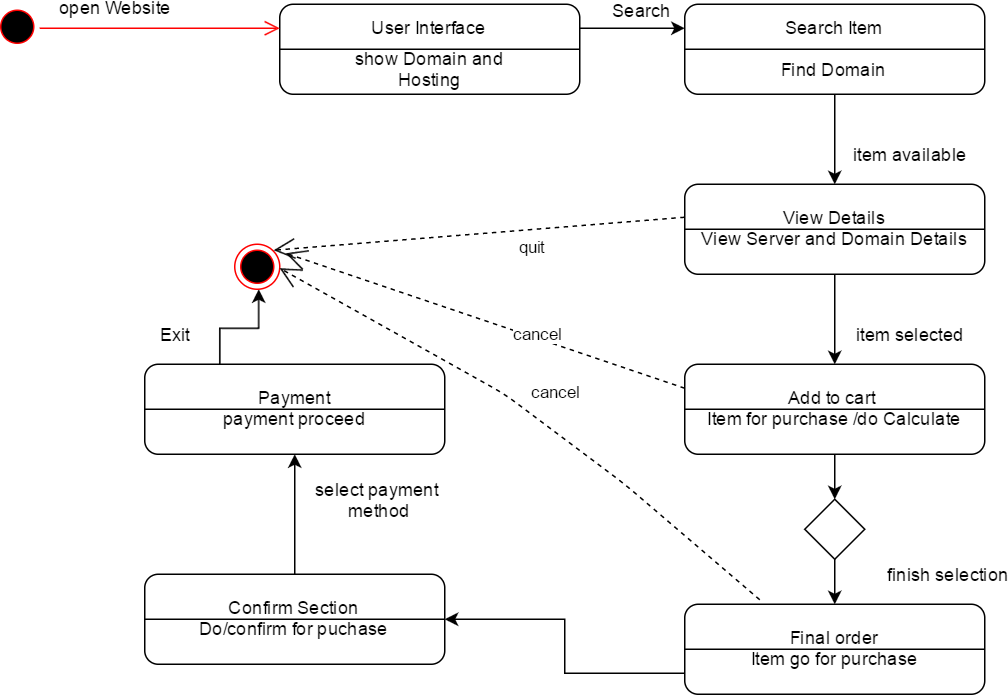 open Website
User Interface
show Domain and
Hosting
Search
Search Item
Find Domain
item available
View Details
View Server and Domain Details
quit
item selected
Add to cart
Item for purchase /do Calculate
cancel
cancel
Exit
Payment
payment proceed
select payment
method
finish selection
Final order
Item go for purchase
Confirm Section
Do/confirm for puchase